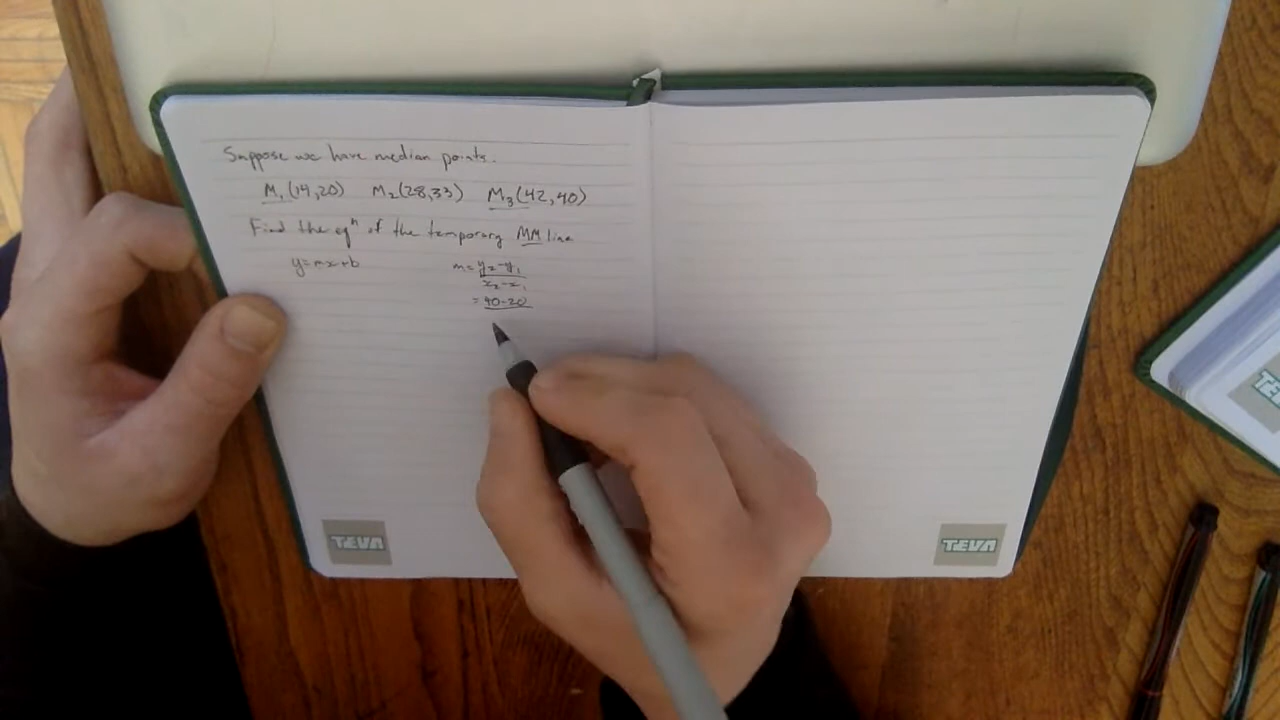 Suppose we have median points.
M₁(14,20) M₂(28,33) M₃(42,40)
Find the eqⁿ of the temporary MM line
y=mx+b
m=y₂-y₁
x₂-x₁
=40-20
TEVA
TEVA
TEV